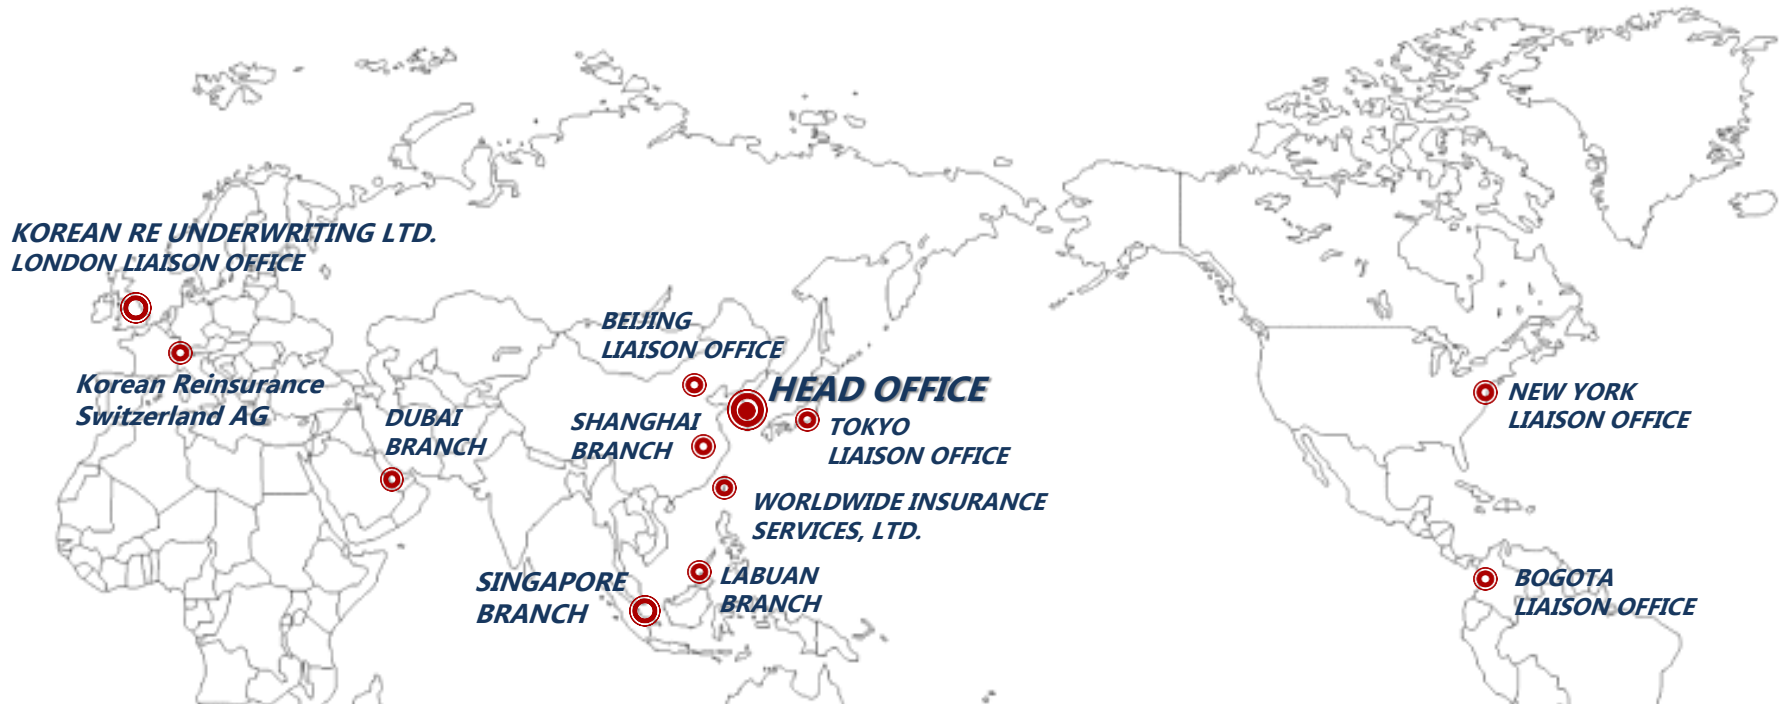 KOREAN RE UNDERWRITING LTD.
LONDON LIAISON OFFICE
Korean Reinsurance
Switzerland AG
DUBAI
BRANCH
BEIJING
LIAISON OFFICE
HEAD OFFICE
SHANGHAI
BRANCH
TOKYO
LIAISON OFFICE
WORLDWIDE INSURANCE
SERVICES, LTD.
SINGAPORE
BRANCH
LABUAN
BRANCH
NEW YORK
LIAISON OFFICE
BOGOTA
LIAISON OFFICE